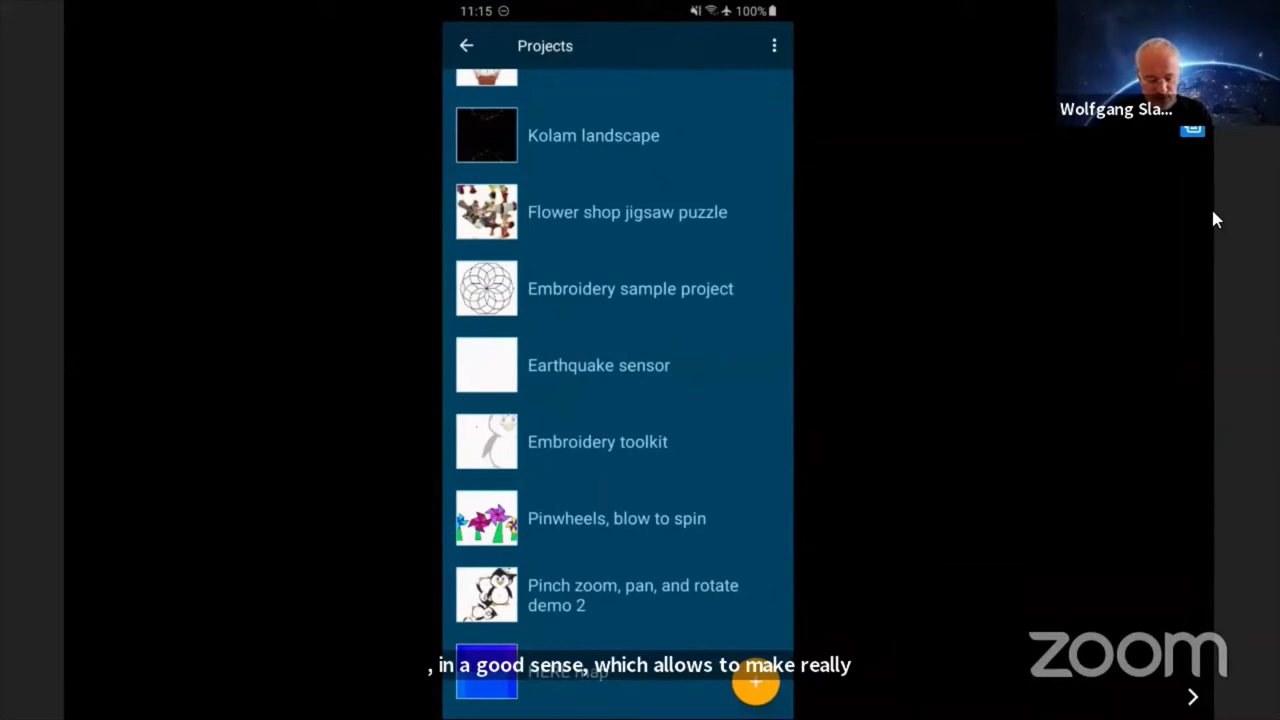 11:15
100%
Projects
Wolfgang Sla...
Kolam landscape
Flower shop jigsaw puzzle
Embroidery sample project
Earthquake sensor
Embroidery toolkit
Pinwheels, blow to spin
Pinch zoom, pan, and rotate
demo 2
HERE map
, in a good sense, which allows to make really
zoom